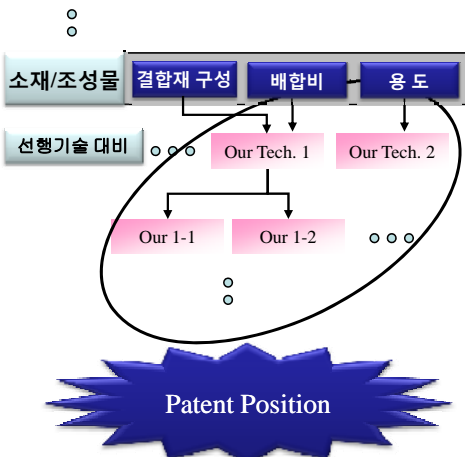 소재/조성물
결합재 구성
배합비
용 도
선행기술 대비
Our Tech. 1
Our Tech. 2
Our 1-1
Our 1-2
Patent Position